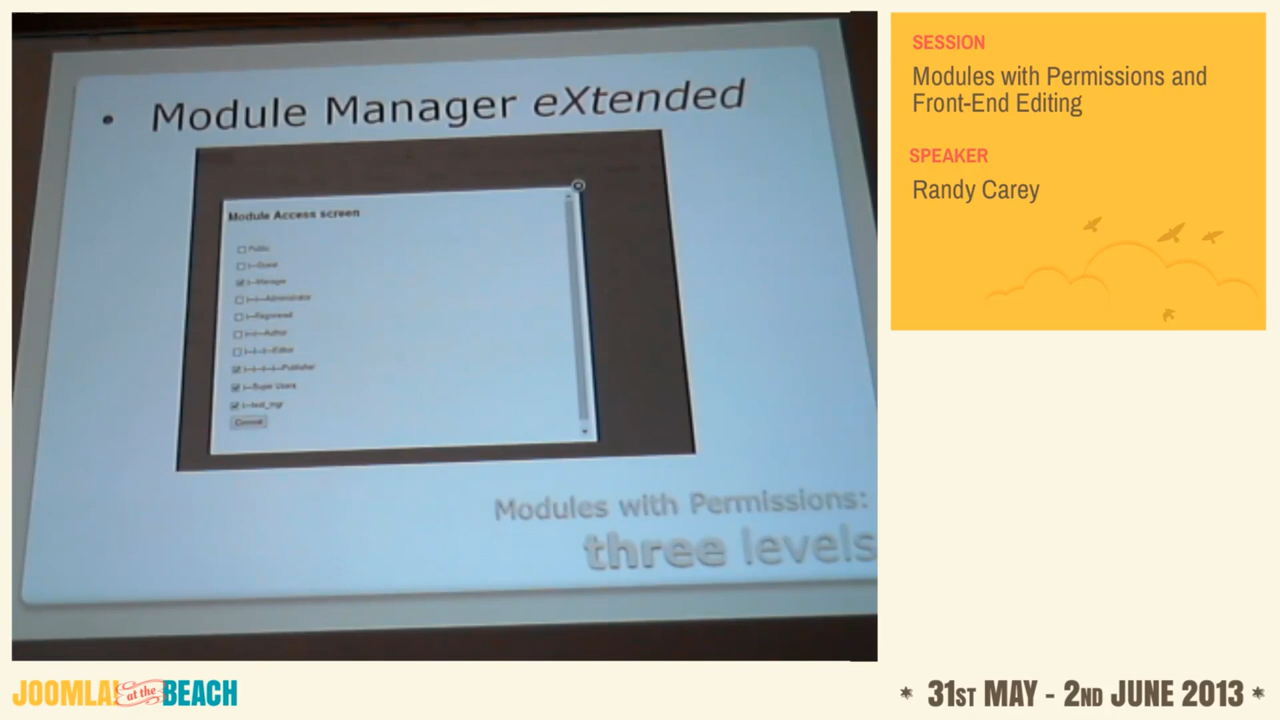 • Module Manager eXtended
Module Access screen
Public
|—Guest
|—Manager
|—|—Administrator
|—Registered
|—|—Author
|—|—|—Editor
|—|—|—|—Publisher
|—Super Users
|—test_mgr
Commit
Modules with Permissions:
three levels
SESSION
Modules with Permissions and
Front-End Editing
SPEAKER
Randy Carey
JOOMLA! at the BEACH
* 31ST MAY - 2ND JUNE 2013 *